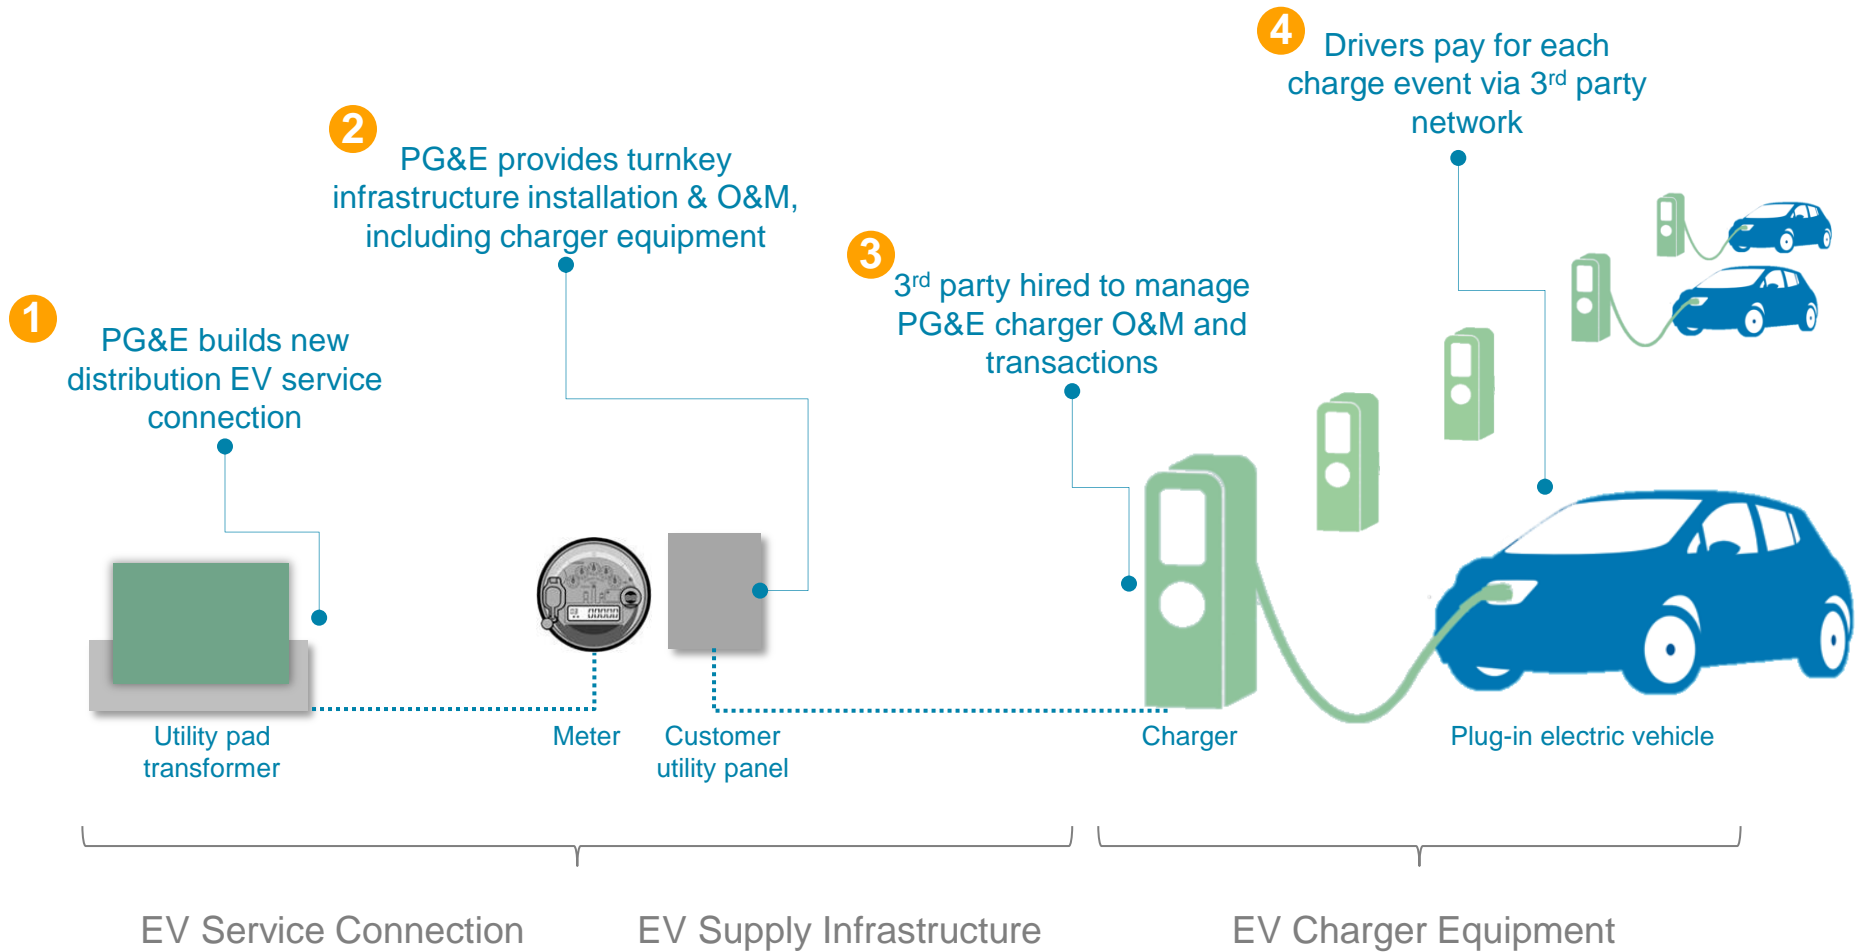 1
PG&E builds new
distribution EV service
connection
2
PG&E provides turnkey
infrastructure installation & O&M,
including charger equipment
3
3rd party hired to manage
PG&E charger O&M and
transactions
4
Drivers pay for each
charge event via 3rd party
network
00000
Utility pad
transformer
Meter
Customer
utility panel
Charger
Plug-in electric vehicle
EV Service Connection
EV Supply Infrastructure
EV Charger Equipment